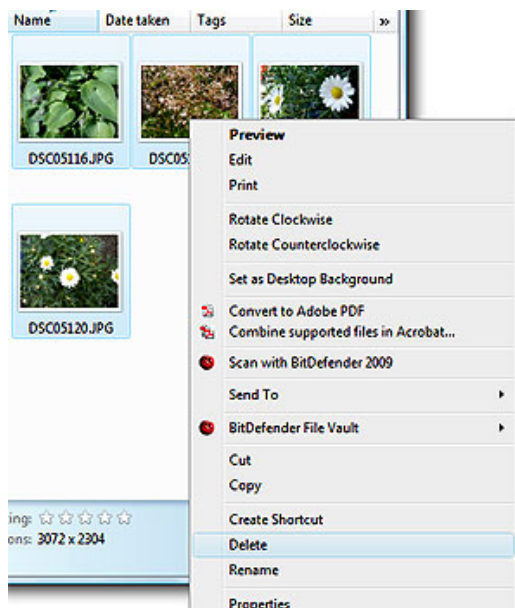 Name Date taken Tags Size »
DSC05116.JPG DSC05
DSC05120.JPG
Preview
Edit
Print
Rotate Clockwise
Rotate Counterclockwise
Set as Desktop Background
Convert to Adobe PDF
Combine supported files in Acrobat...
Scan with BitDefender 2009
Send To
BitDefender File Vault
Cut
Copy
Create Shortcut
Delete
Rename
Properties
ing:
ons: 3072 x 2304